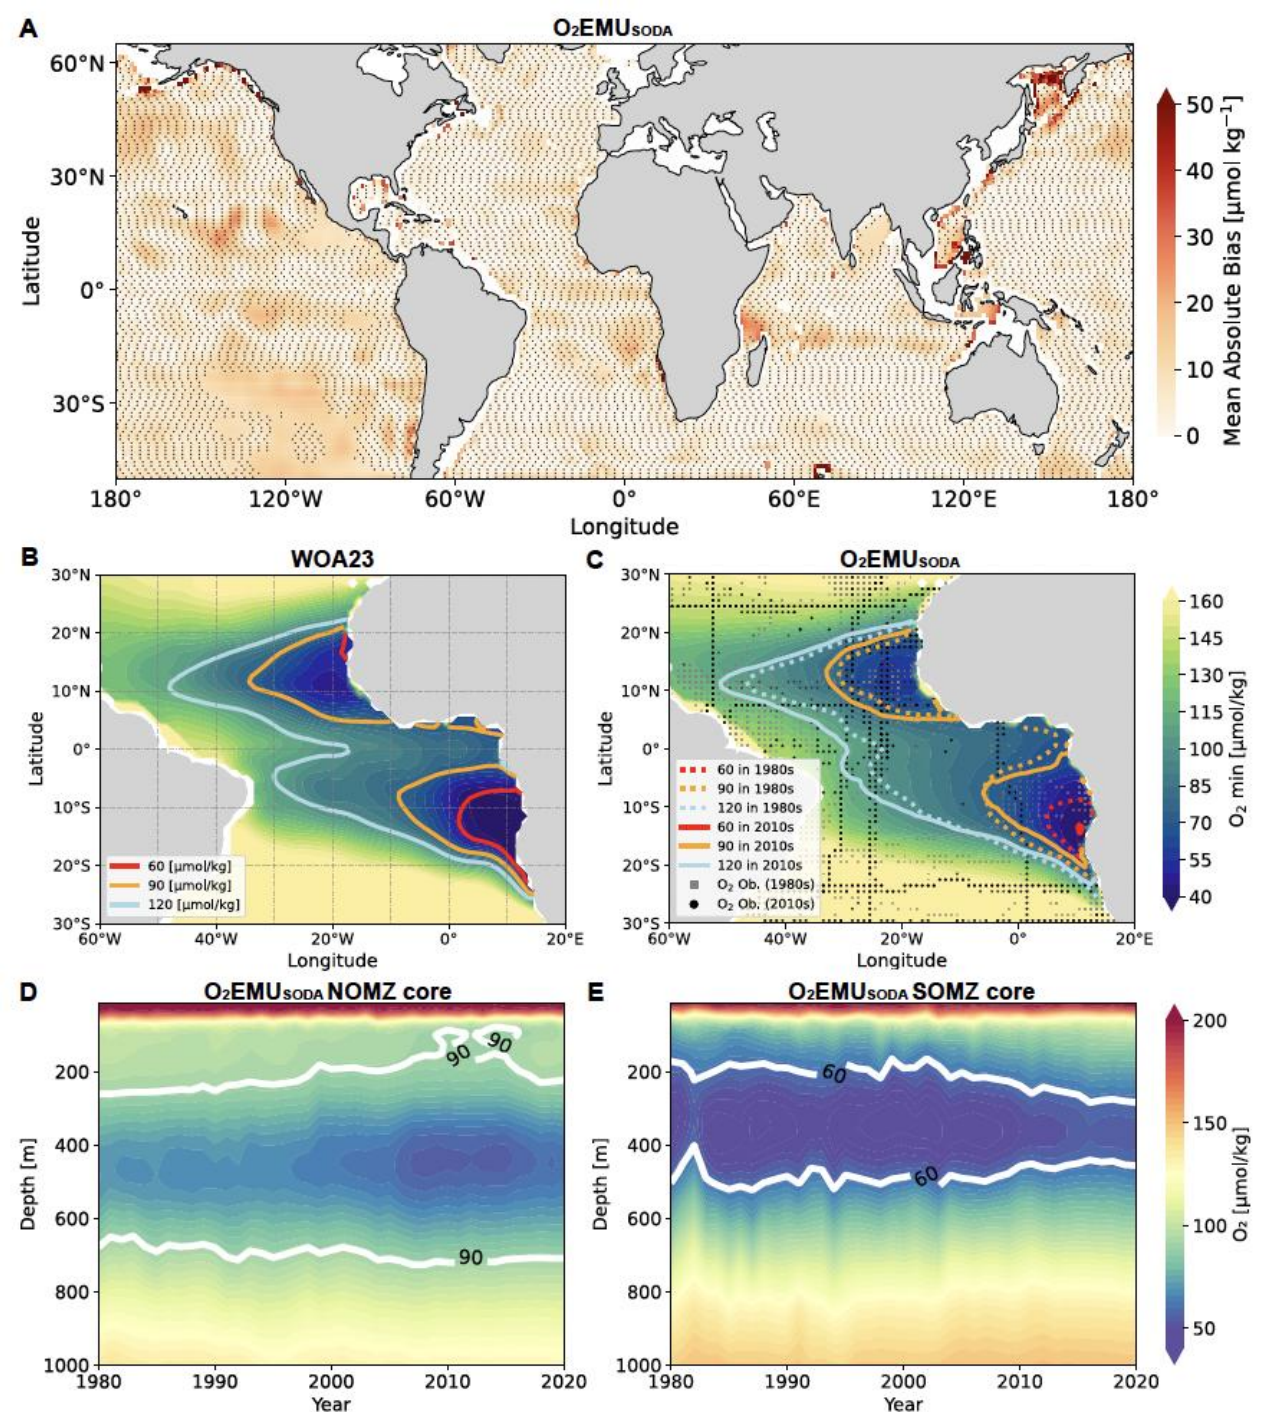 A
O₂EMU_SODA
60°N
30°N
0°
30°S
Latitude
180°
120°W
60°W
0°
60°E
120°E
180°
Longitude
50
40
30
20
10
0
Mean Absolute Bias [μmol kg⁻¹]
B
WOA23
30°N
20°N
10°N
0°
10°S
20°S
30°S
Latitude
60 [μmol/kg]
90 [μmol/kg]
120 [μmol/kg]
60°W
40°W
20°W
0°
20°E
Longitude
C
O₂EMU_SODA
30°N
20°N
10°N
0°
10°S
20°S
30°S
Latitude
60 in 1980s
90 in 1980s
120 in 1980s
60 in 2010s
90 in 2010s
120 in 2010s
O₂ Ob. (1980s)
O₂ Ob. (2010s)
60°W
40°W
20°W
0°
20°E
Longitude
160
145
130
115
100
85
70
55
40
O₂ min [μmol/kg]
D
O₂EMU_SODA NOMZ core
200
400
600
800
1000
Depth [m]
90
90
90
1980
1990
2000
2010
2020
Year
E
O₂EMU_SODA SOMZ core
200
400
600
800
1000
Depth [m]
60
60
1980
1990
2000
2010
2020
Year
200
150
100
50
O₂ [μmol/kg]